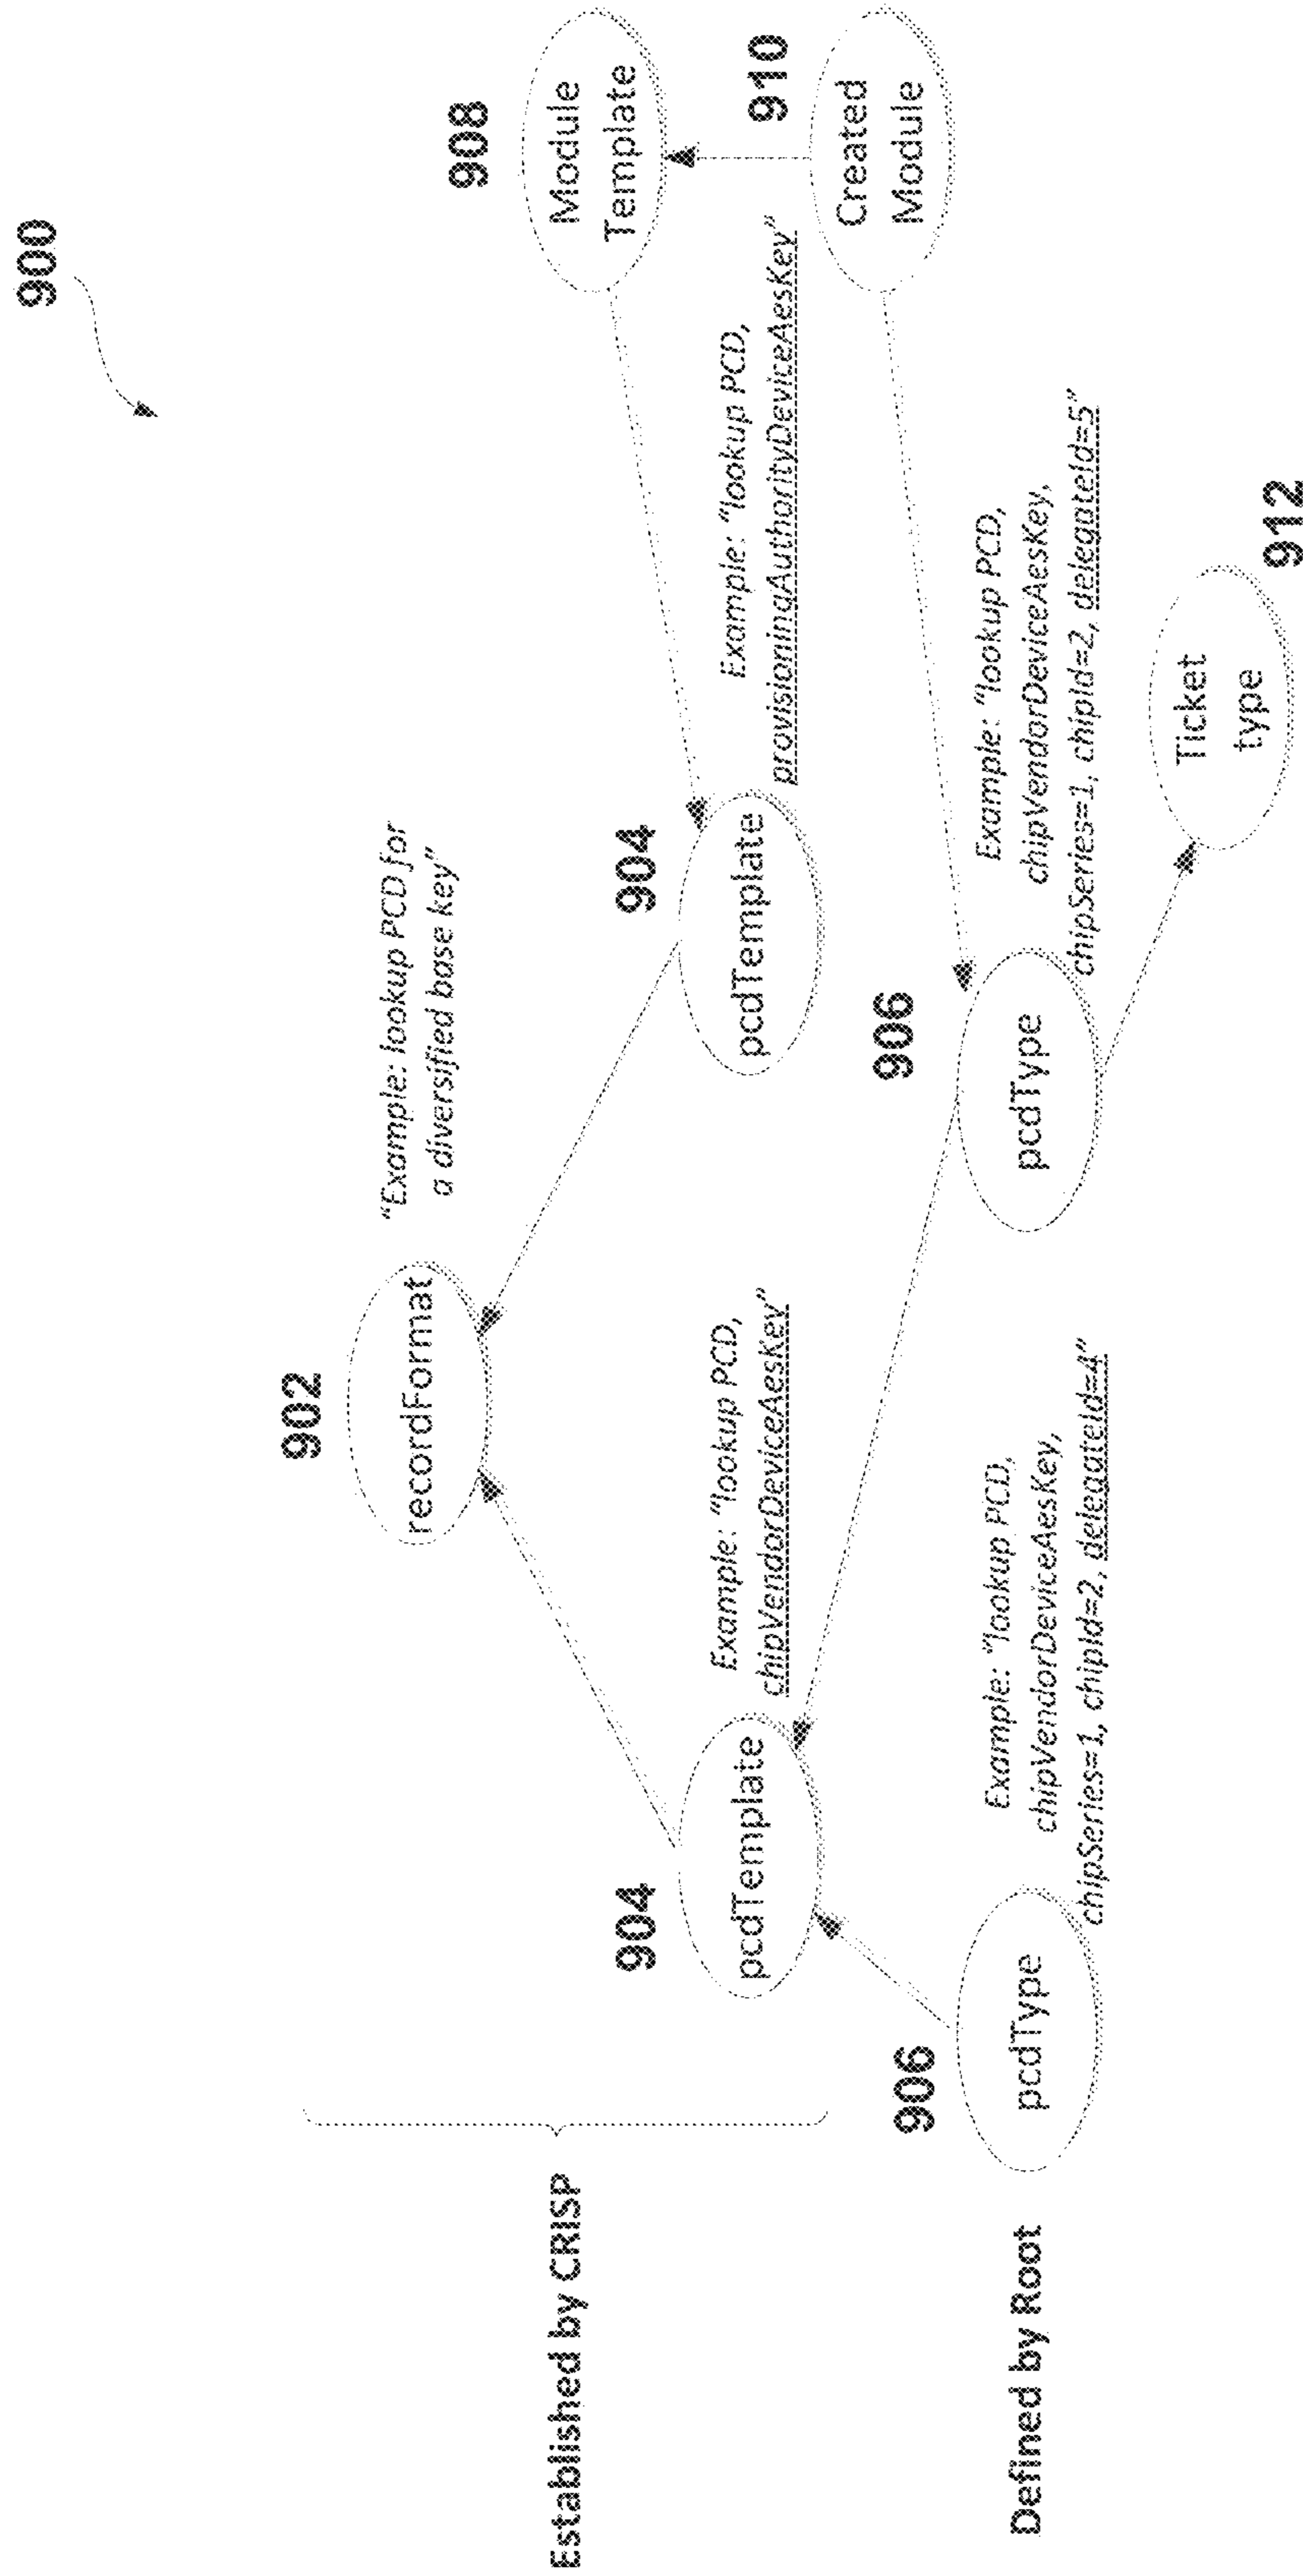 900
902
recordFormat
“Example: lookup PCD for
a diversified base key”
908
Module
Template
Established by CRISP
904
pcdTemplate
Example: “lookup PCD,
chipVendorDeviceAesKey”
904
pcdTemplate
Example: “lookup PCD,
provisioningAuthorityDeviceAesKey”
910
Created
Module
Defined by Root
906
pcdType
Example: “lookup PCD,
chipVendorDeviceAesKey,
chipSeries=1, chipId=2, delegateId=4”
906
pcdType
Example: “lookup PCD,
chipVendorDeviceAesKey,
chipSeries=1, chipId=2, delegateId=5”
Ticket
type
912